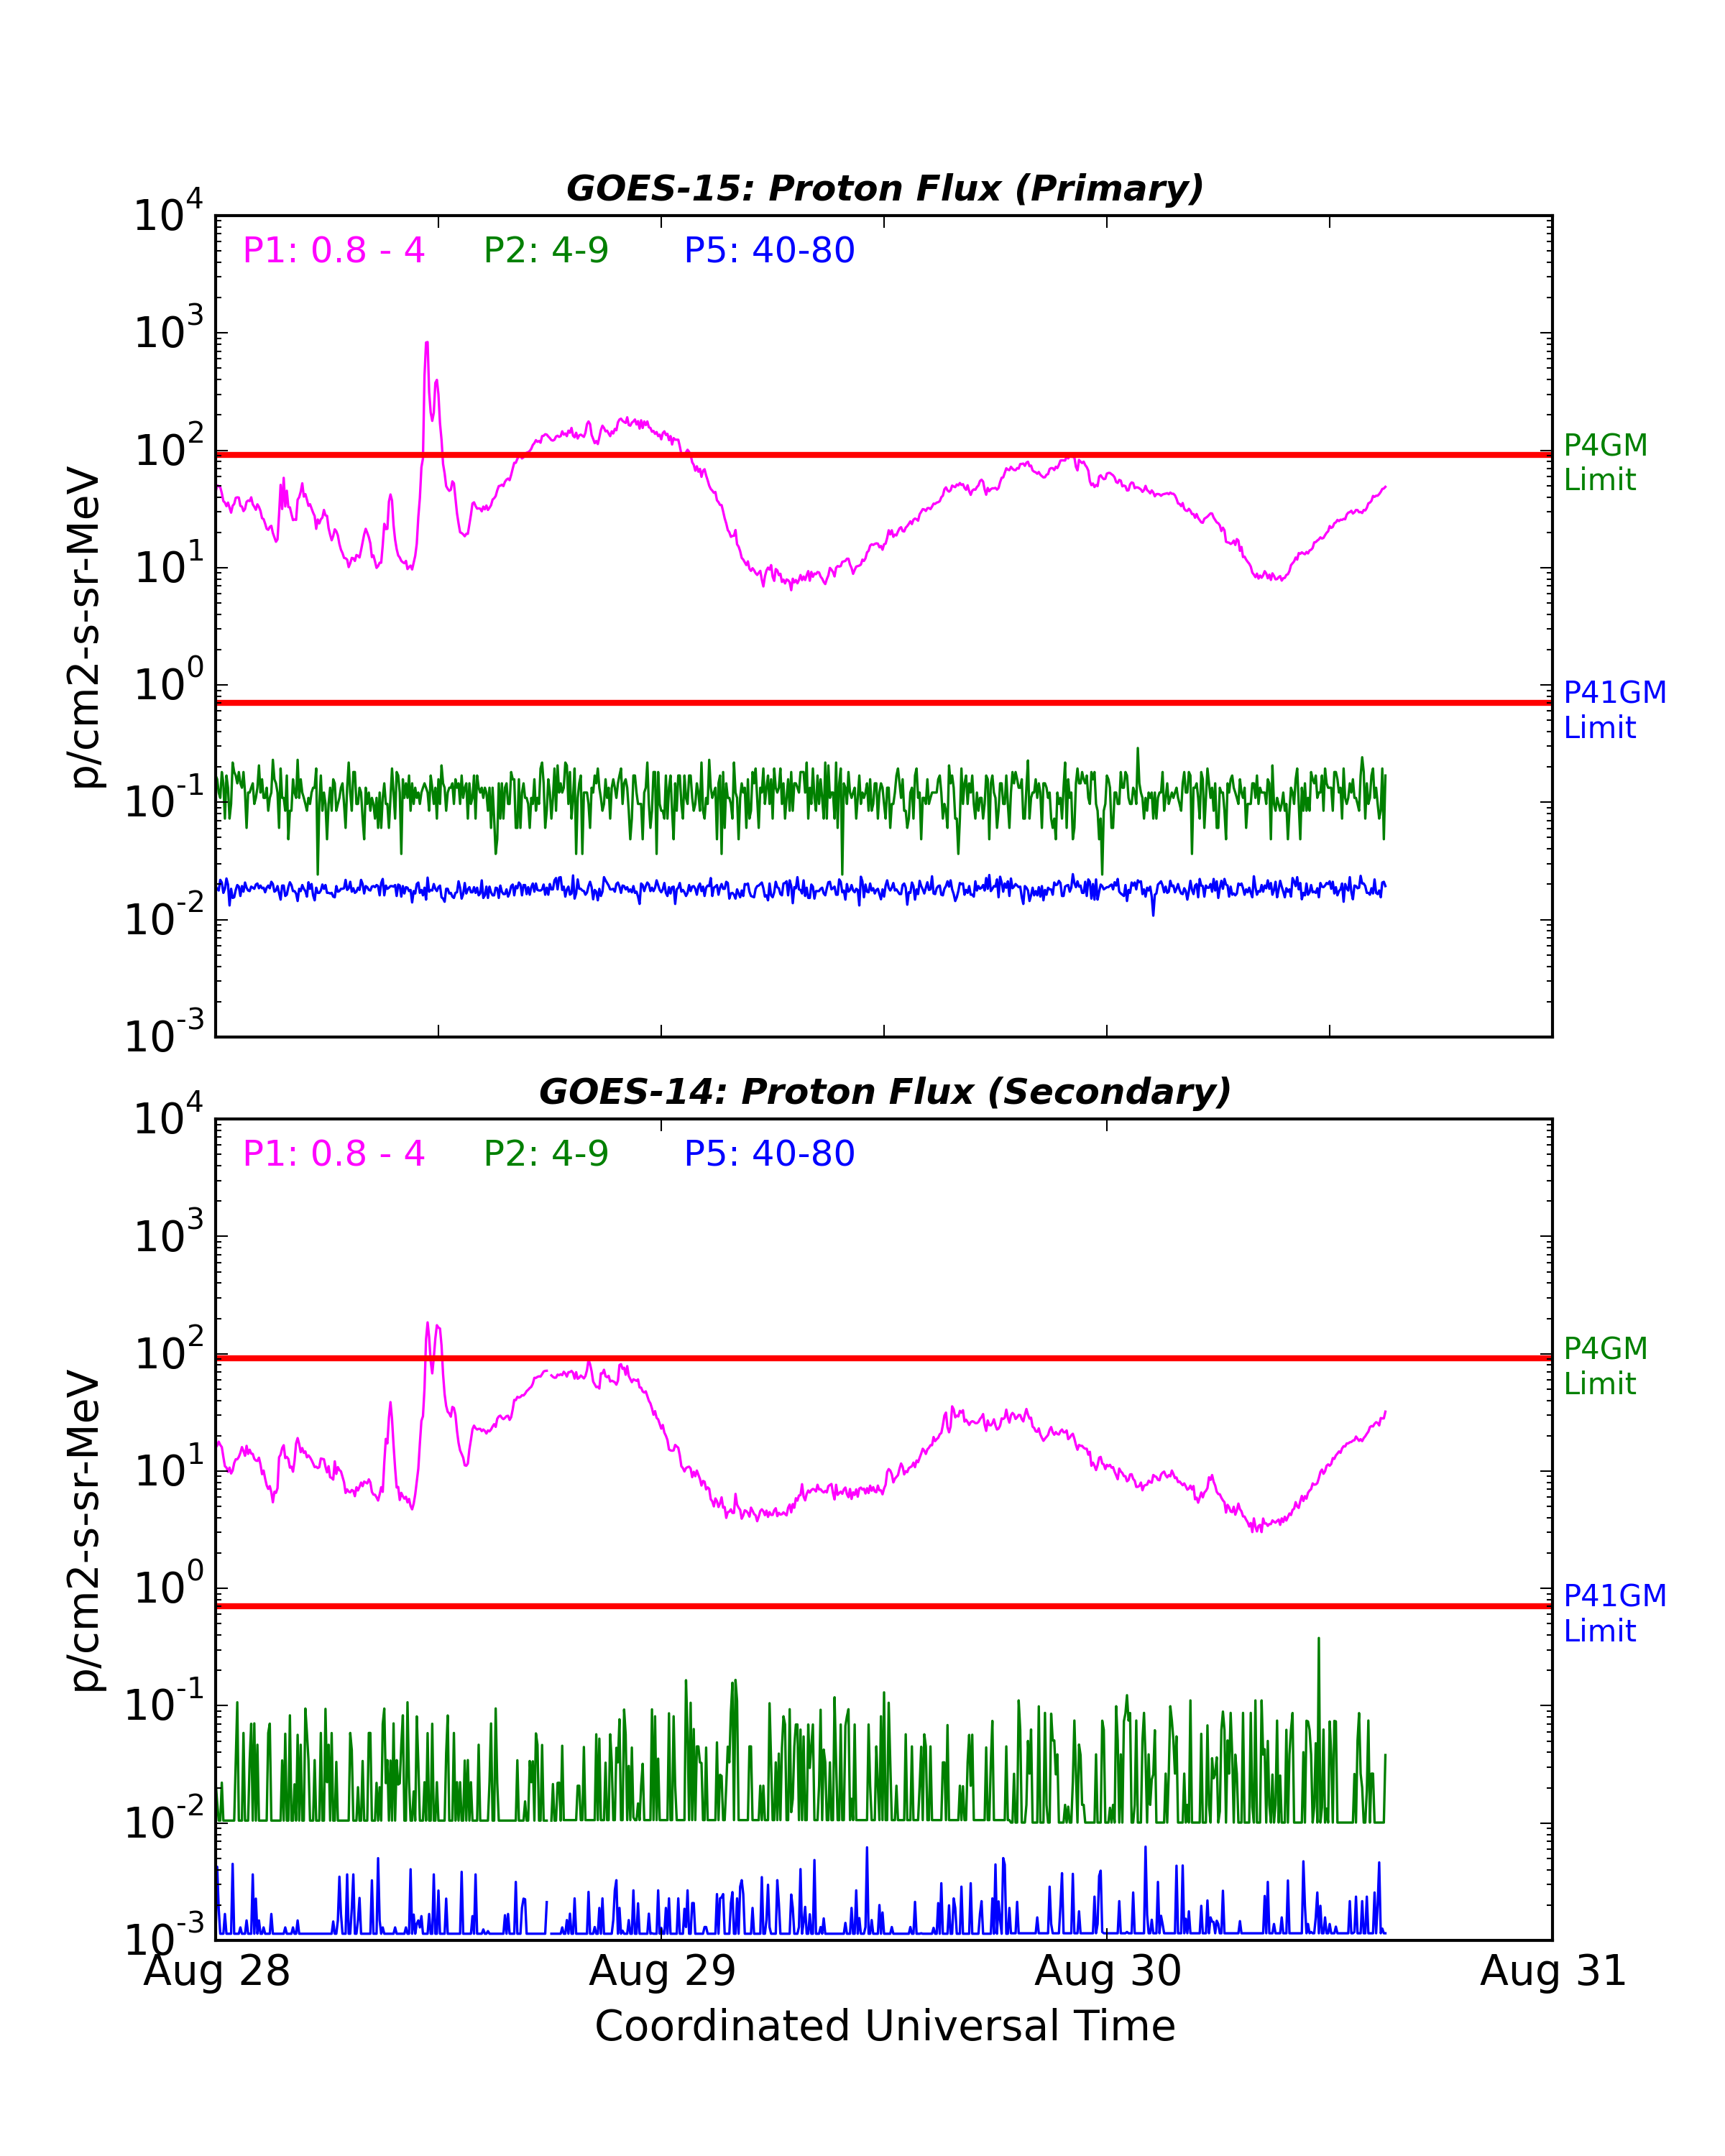 GOES-15: Proton Flux (Primary)
10^4
P1: 0.8 - 4 P2: 4-9 P5: 40-80
10^3
10^2
P4GM
Limit
10^1
10^0
P41GM
Limit
10^-1
10^-2
10^-3
p/cm2-s-sr-MeV
GOES-14: Proton Flux (Secondary)
10^4
P1: 0.8 - 4 P2: 4-9 P5: 40-80
10^3
10^2
P4GM
Limit
10^1
10^0
P41GM
Limit
10^-1
10^-2
10^-3
p/cm2-s-sr-MeV
Aug 28 Aug 29 Aug 30 Aug 31
Coordinated Universal Time